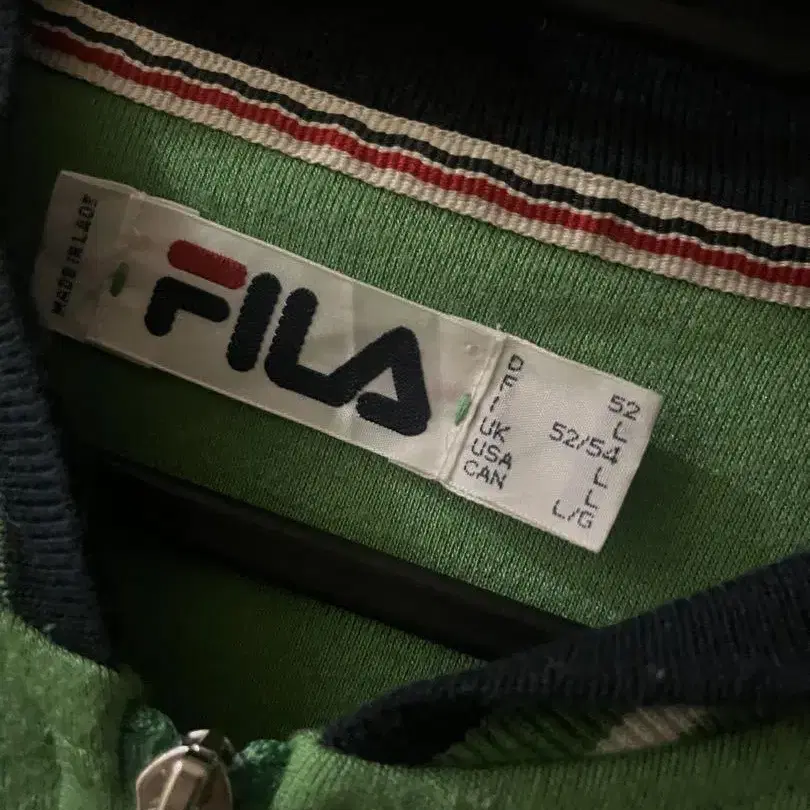 MADE IN LAOS
FILA
D 52
F L
I 52/54
UK L
USA L
CAN L/G